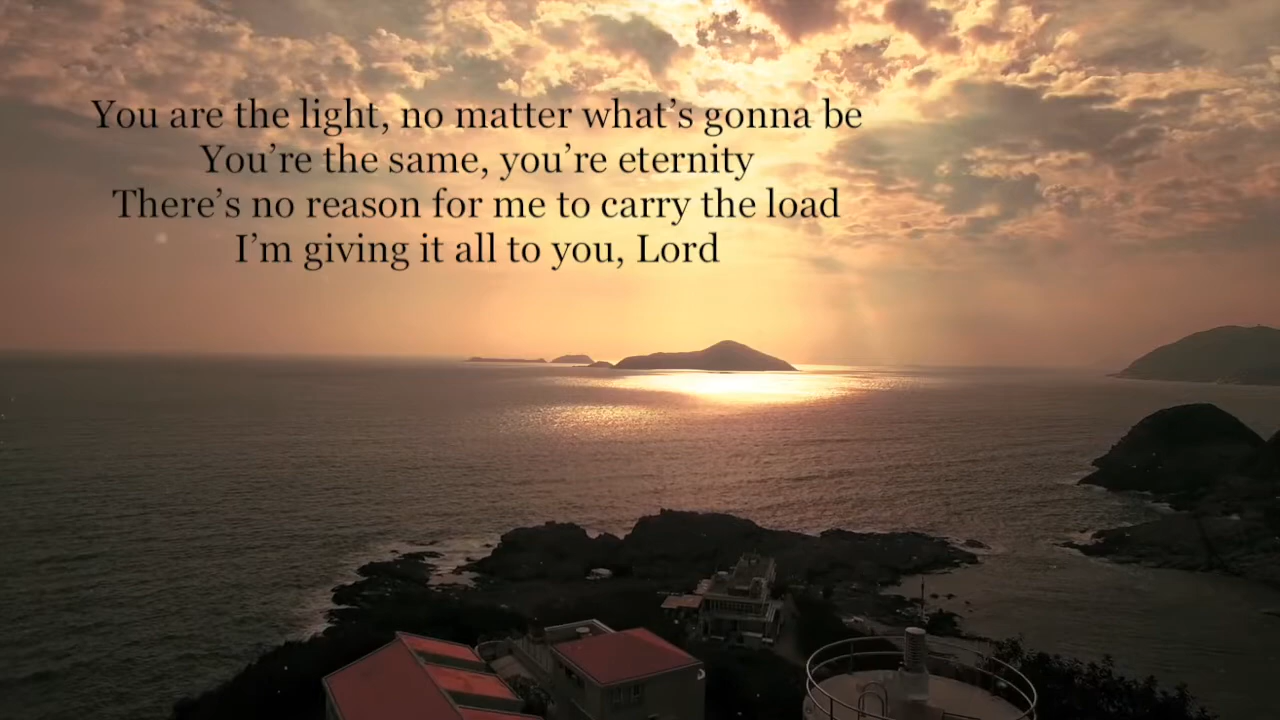 You are the light, no matter what’s gonna be
You’re the same, you’re eternity
There’s no reason for me to carry the load
I’m giving it all to you, Lord